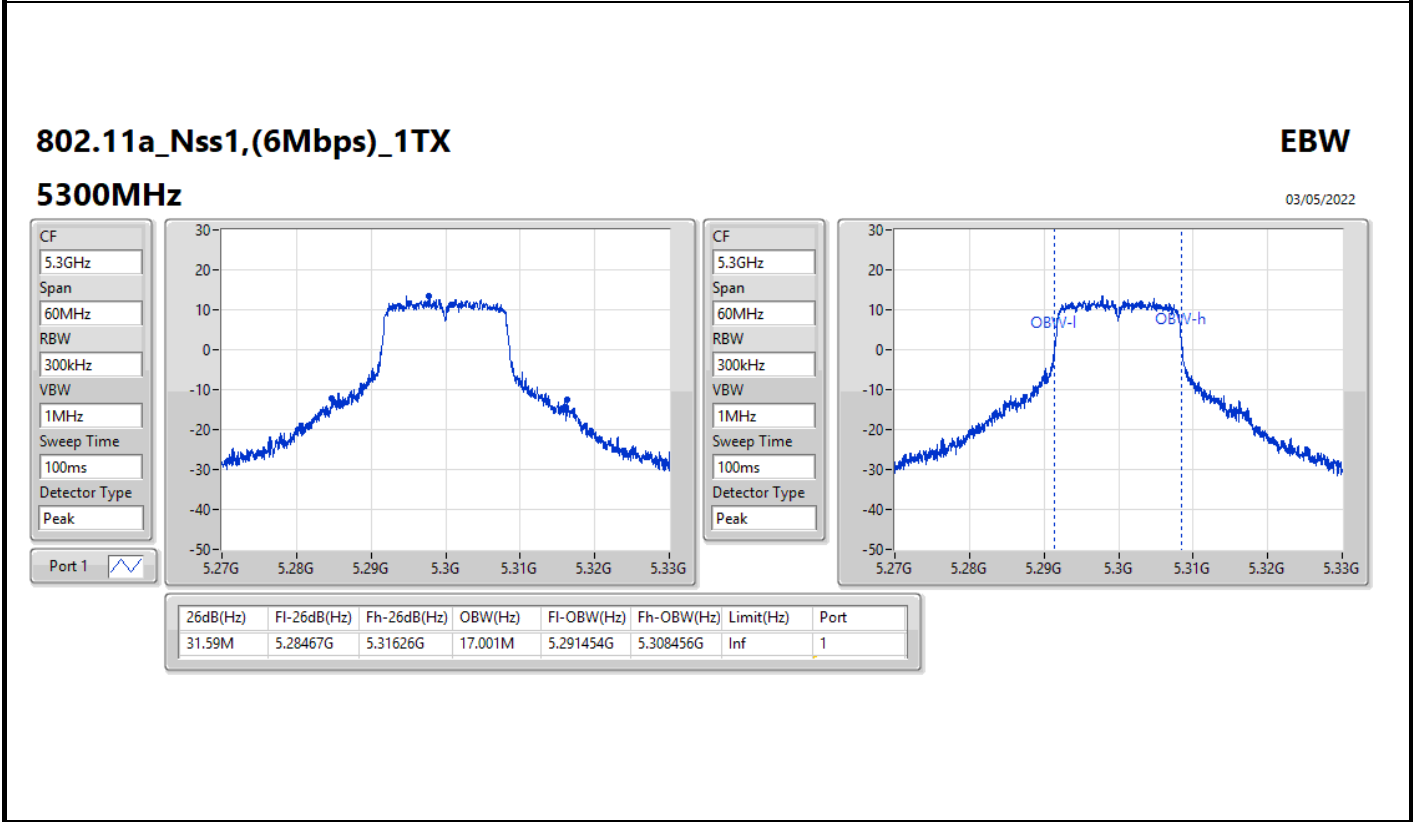 802.11a_Nss1,(6Mbps)_1TX EBW
5300MHz 03/05/2022
CF
5.3GHz
Span
60MHz
RBW
300kHz
VBW
1MHz
Sweep Time
100ms
Detector Type
Peak
Port 1
30
20
10
0
-10
-20
-30
-40
-50
5.27G 5.28G 5.29G 5.3G 5.31G 5.32G 5.33G
CF
5.3GHz
Span
60MHz
RBW
300kHz
VBW
1MHz
Sweep Time
100ms
Detector Type
Peak
30
20
10
0
-10
-20
-30
-40
-50
OBW-l OBW-h
5.27G 5.28G 5.29G 5.3G 5.31G 5.32G 5.33G
26dB(Hz) Fl-26dB(Hz) Fh-26dB(Hz) OBW(Hz) Fl-OBW(Hz) Fh-OBW(Hz) Limit(Hz) Port
31.59M 5.28467G 5.31626G 17.001M 5.291454G 5.308456G Inf 1